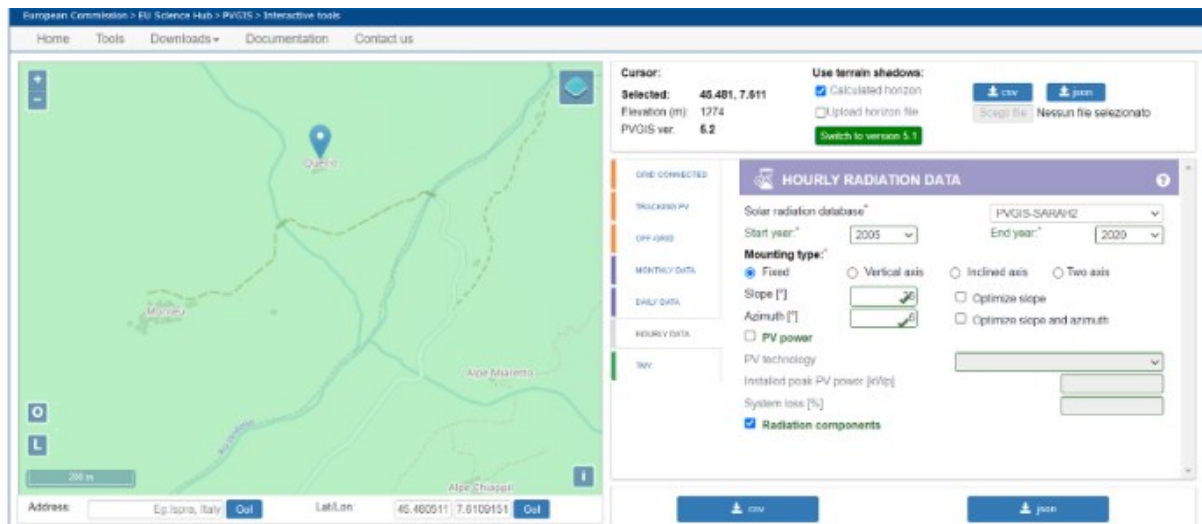 European Commission > EU Science Hub > PVGIS > Interactive tools
Home Tools Downloads Documentation Contact us
+
-
Querio
Morieu
Alpe Miaretto
Alpe Chiappil
O
L
200 m
i
Address: Eg.Ispra, Italy Go! Lat/Lon: 45.480511 7.6109151 Go!
Cursor:
Selected: 45.481, 7.611
Elevation (m): 1274
PVGIS ver. 5.2
Use terrain shadows:
Calculated horizon
Upload horizon file
Switch to version 5.1
csv json
Scegli file Nessun file selezionato
GRID CONNECTED
TRACKING PV
OFF-GRID
MONTHLY DATA
DAILY DATA
HOURLY DATA
TMY
HOURLY RADIATION DATA ?
Solar radiation database* PVGIS-SARAH2
Start year:* 2005 End year:* 2020
Mounting type:*
Fixed Vertical axis Inclined axis Two axis
Slope [°] Optimize slope
Azimuth [°] Optimize slope and azimuth
PV power
PV technology
Installed peak PV power [kWp]
System loss [%]
Radiation components
csv json